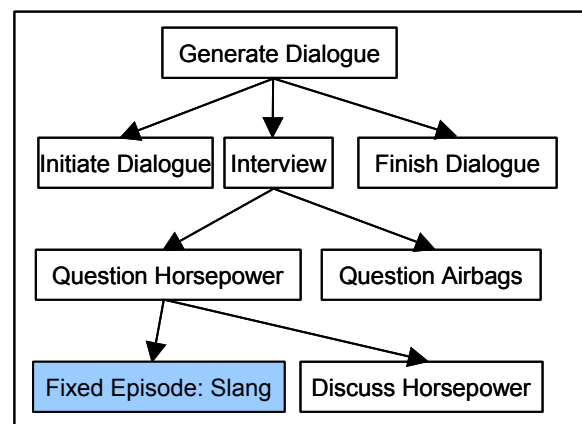 Generate Dialogue
Initiate Dialogue
Interview
Finish Dialogue
Question Horsepower
Question Airbags
Fixed Episode: Slang
Discuss Horsepower